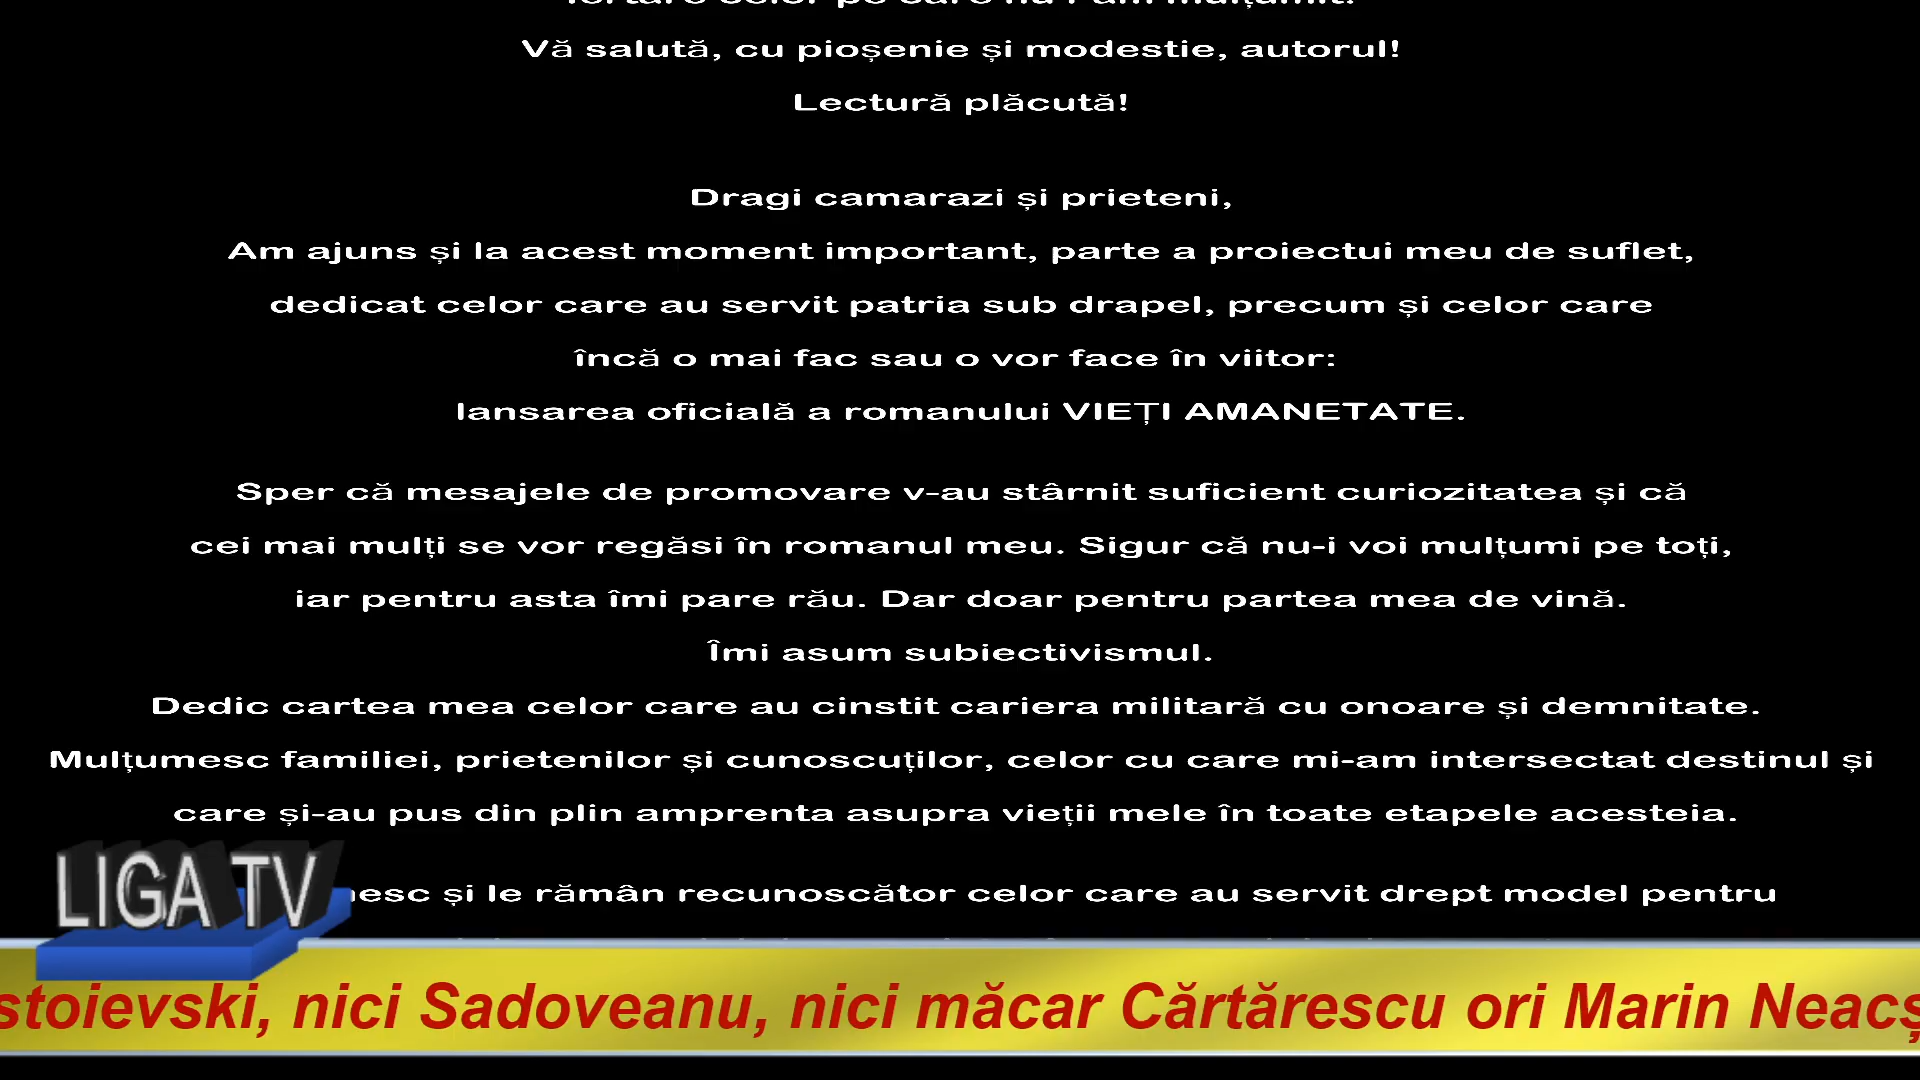 Vă salută, cu pioșenie și modestie, autorul!
Lectură plăcută!
Dragi camarazi și prieteni,
Am ajuns și la acest moment important, parte a proiectui meu de suflet,
dedicat celor care au servit patria sub drapel, precum și celor care
încă o mai fac sau o vor face în viitor:
lansarea oficială a romanului VIEȚI AMANETATE.
Sper că mesajele de promovare v-au stârnit suficient curiozitatea și că
cei mai mulți se vor regăsi în romanul meu. Sigur că nu-i voi mulțumi pe toți,
iar pentru asta îmi pare rău. Dar doar pentru partea mea de vină.
Îmi asum subiectivismul.
Dedic cartea mea celor care au cinstit cariera militară cu onoare și demnitate.
Mulțumesc familiei, prietenilor și cunoscuților, celor cu care mi-am intersectat destinul și
care și-au pus din plin amprenta asupra vieții mele în toate etapele acesteia.
și le rămân recunoscător celor care au servit drept model pentru
LIGA TV
stoievski, nici Sadoveanu, nici măcar Cărtărescu ori Marin Neacș